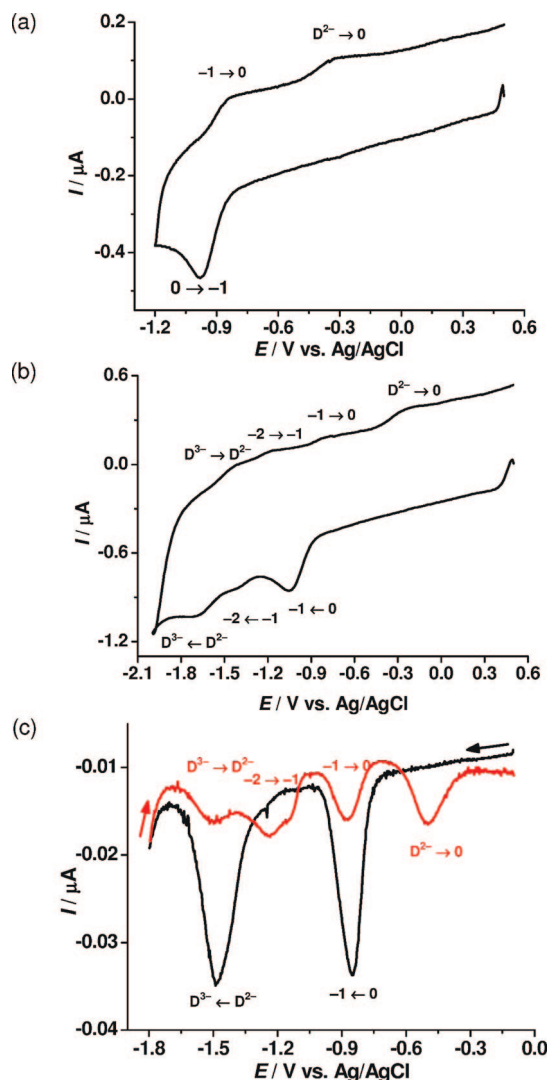 (a)
0.2
0.0
-0.2
-0.4
I / µA
−1 → 0
D²⁻ → 0
0 → −1
-1.2 -0.9 -0.6 -0.3 0.0 0.3 0.6
E / V vs. Ag/AgCl
(b)
0.6
0.0
-0.6
-1.2
I / µA
D²⁻ → 0
−1 → 0
−2 → −1
D³⁻ → D²⁻
−2 ← −1
−1 ← 0
D³⁻ ← D²⁻
-2.1 -1.8 -1.5 -1.2 -0.9 -0.6 -0.3 0.0 0.3 0.6
E / V vs. Ag/AgCl
(c)
-0.01
-0.02
-0.03
-0.04
I / µA
D³⁻ → D²⁻
−2 → −1
−1 → 0
D²⁻ → 0
D³⁻ ← D²⁻
−1 ← 0
-1.8 -1.5 -1.2 -0.9 -0.6 -0.3 0.0
E / V vs. Ag/AgCl